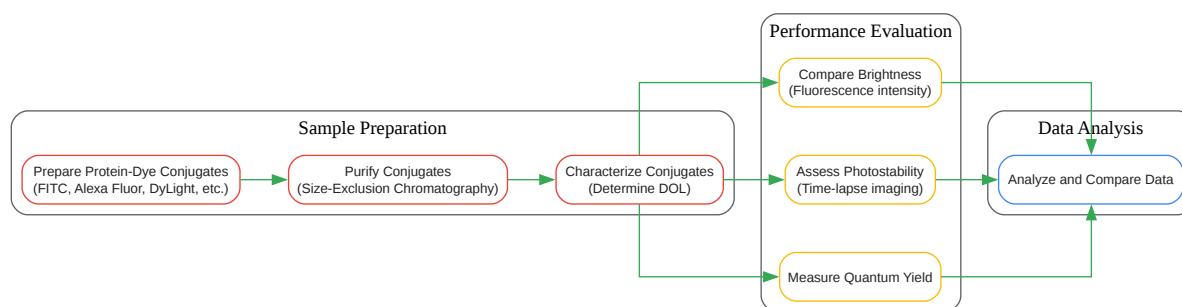 Sample Preparation
Prepare Protein-Dye Conjugates
(FITC, Alexa Fluor, DyLight, etc.)
Purify Conjugates
(Size-Exclusion Chromatography)
Characterize Conjugates
(Determine DOL)
Performance Evaluation
Compare Brightness
(Fluorescence intensity)
Assess Photostability
(Time-lapse imaging)
Measure Quantum Yield
Data Analysis
Analyze and Compare Data